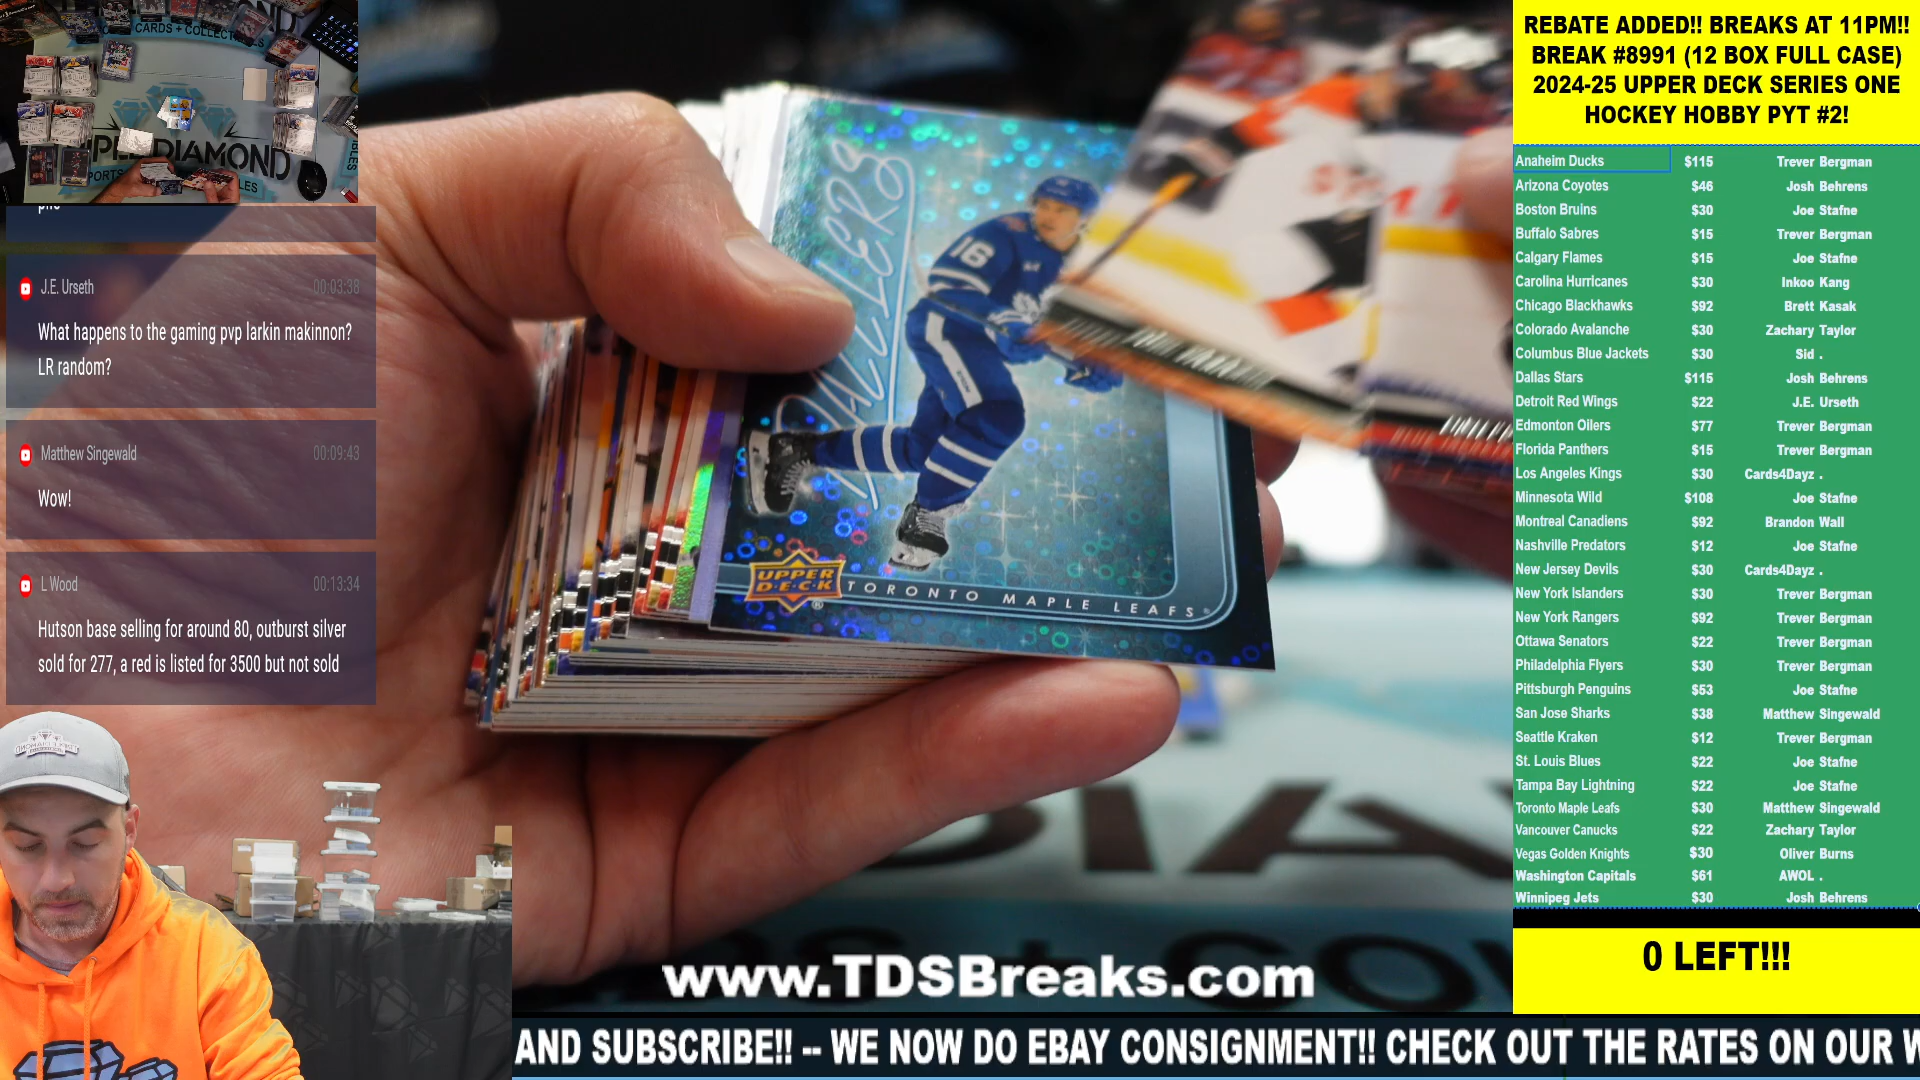 REBATE ADDED!! BREAKS AT 11PM!!
BREAK #8991 (12 BOX FULL CASE)
2024-25 UPPER DECK SERIES ONE
HOCKEY HOBBY PYT #2!
Anaheim Ducks $115 Trever Bergman
Arizona Coyotes $46 Josh Behrens
Boston Bruins $30 Joe Stafne
Buffalo Sabres $15 Trever Bergman
Calgary Flames $15 Joe Stafne
Carolina Hurricanes $30 Inkoo Kang
Chicago Blackhawks $92 Brett Kasak
Colorado Avalanche $30 Zachary Taylor
Columbus Blue Jackets $30 Sid .
Dallas Stars $115 Josh Behrens
Detroit Red Wings $22 J.E. Urseth
Edmonton Oilers $77 Trever Bergman
Florida Panthers $15 Trever Bergman
Los Angeles Kings $30 Cards4Dayz .
Minnesota Wild $108 Joe Stafne
Montreal Canadiens $92 Brandon Wall
Nashville Predators $12 Joe Stafne
New Jersey Devils $30 Cards4Dayz .
New York Islanders $30 Trever Bergman
New York Rangers $92 Trever Bergman
Ottawa Senators $22 Trever Bergman
Philadelphia Flyers $30 Trever Bergman
Pittsburgh Penguins $53 Joe Stafne
San Jose Sharks $38 Matthew Singewald
Seattle Kraken $12 Trever Bergman
St. Louis Blues $22 Joe Stafne
Tampa Bay Lightning $22 Joe Stafne
Toronto Maple Leafs $30 Matthew Singewald
Vancouver Canucks $22 Zachary Taylor
Vegas Golden Knights $30 Oliver Burns
Washington Capitals $61 AWOL .
Winnipeg Jets $30 Josh Behrens
0 LEFT!!!
J.E. Urseth 00:03:38
What happens to the gaming pvp larkin makinnon?
LR random?
Matthew Singewald 00:09:43
Wow!
L Wood 00:13:34
Hutson base selling for around 80, outburst silver
sold for 277, a red is listed for 3500 but not sold
CARDS + COLLECT
DIAMOND
16
UPPER
DECK
TORONTO MAPLE LEAFS
www.TDSBreaks.com
AND SUBSCRIBE!! -- WE NOW DO EBAY CONSIGNMENT!! CHECK OUT THE RATES ON OUR W